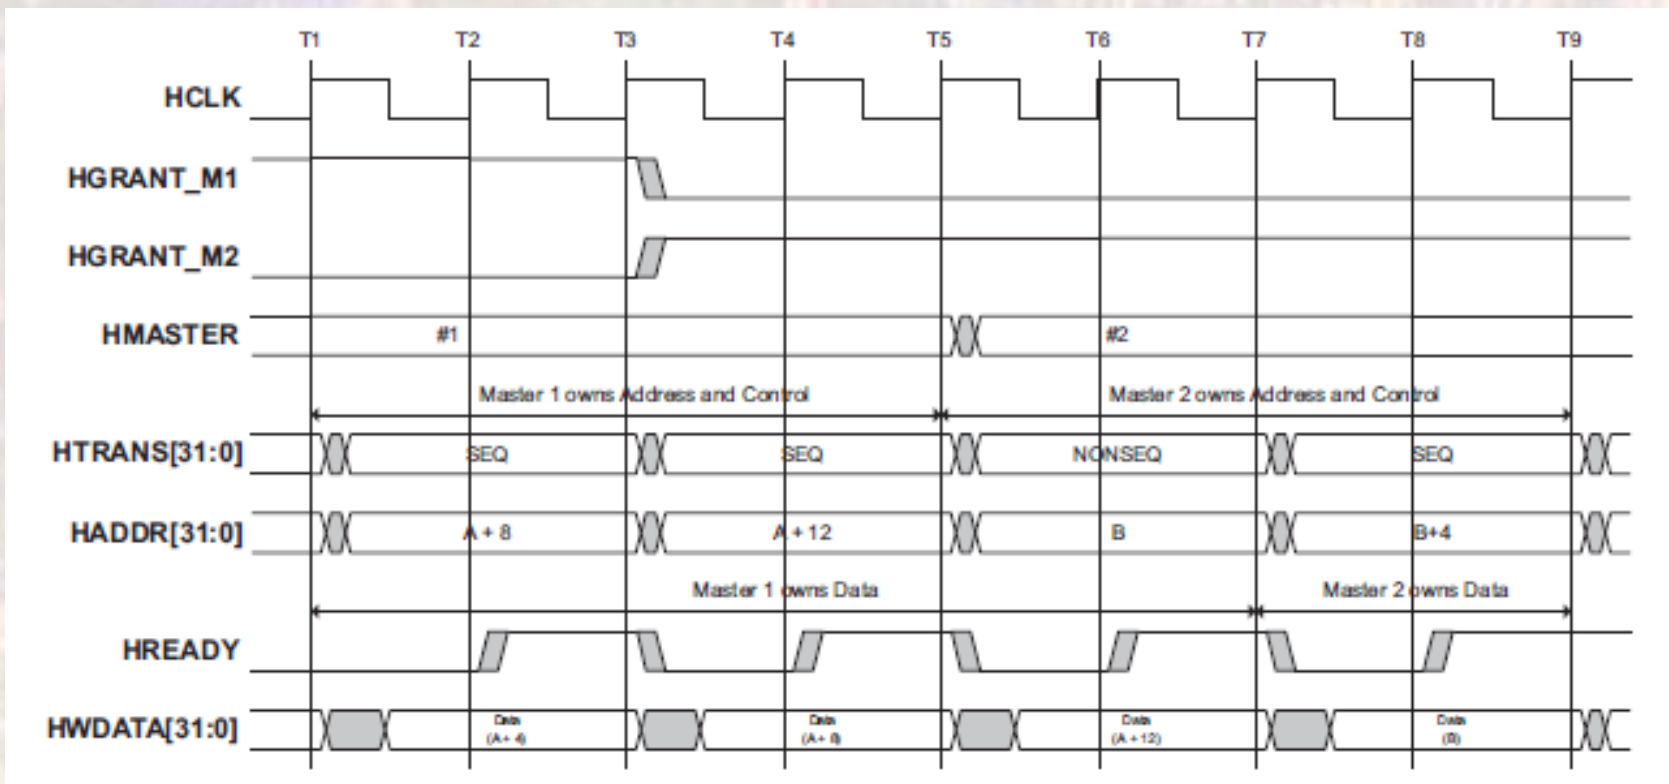 T1 T2 T3 T4 T5 T6 T7 T8 T9
HCLK
HGRANT_M1
HGRANT_M2
HMASTER #1 #2
Master 1 owns Address and Control Master 2 owns Address and Control
HTRANS[31:0] SEQ SEQ NONSEQ SEQ
HADDR[31:0] A + 8 A + 12 B B+4
Master 1 owns Data Master 2 owns Data
HREADY
HWDATA[31:0] Data Data Data Data
(A + 4) (A + 8) (A + 12) (B)